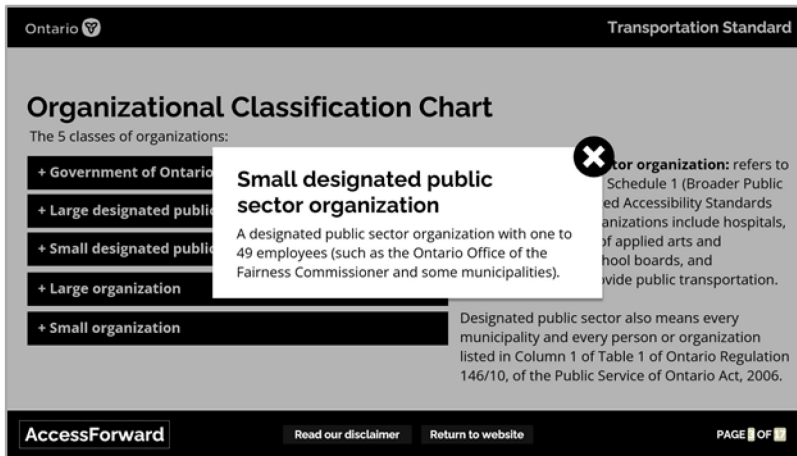 Ontario
Transportation Standard
Organizational Classification Chart
The 5 classes of organizations:
+ Government of Ontario
+ Large designated public
+ Small designated public
+ Large organization
+ Small organization
Small designated public
sector organization
A designated public sector organization with one to
49 employees (such as the Ontario Office of the
Fairness Commissioner and some municipalities).
tor organization: refers to
Schedule 1 (Broader Public
ed Accessibility Standards
anizations include hospitals,
of applied arts and
hool boards, and
ovide public transportation.
Designated public sector also means every
municipality and every person or organization
listed in Column 1 of Table 1 of Ontario Regulation
146/10, of the Public Service of Ontario Act, 2006.
AccessForward
Read our disclaimer
Return to website
PAGE 3 OF 17